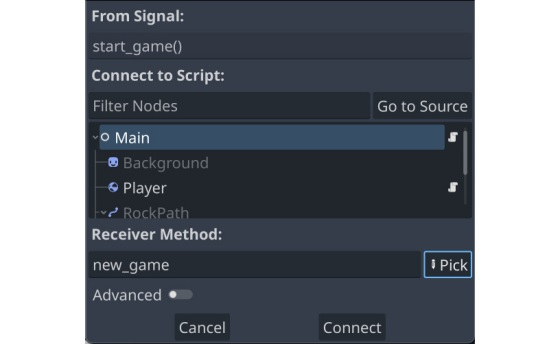 From Signal:
start_game()
Connect to Script:
Filter Nodes Go to Source
Main
Background
Player
RockPath
Receiver Method:
new_game Pick
Advanced
Cancel Connect